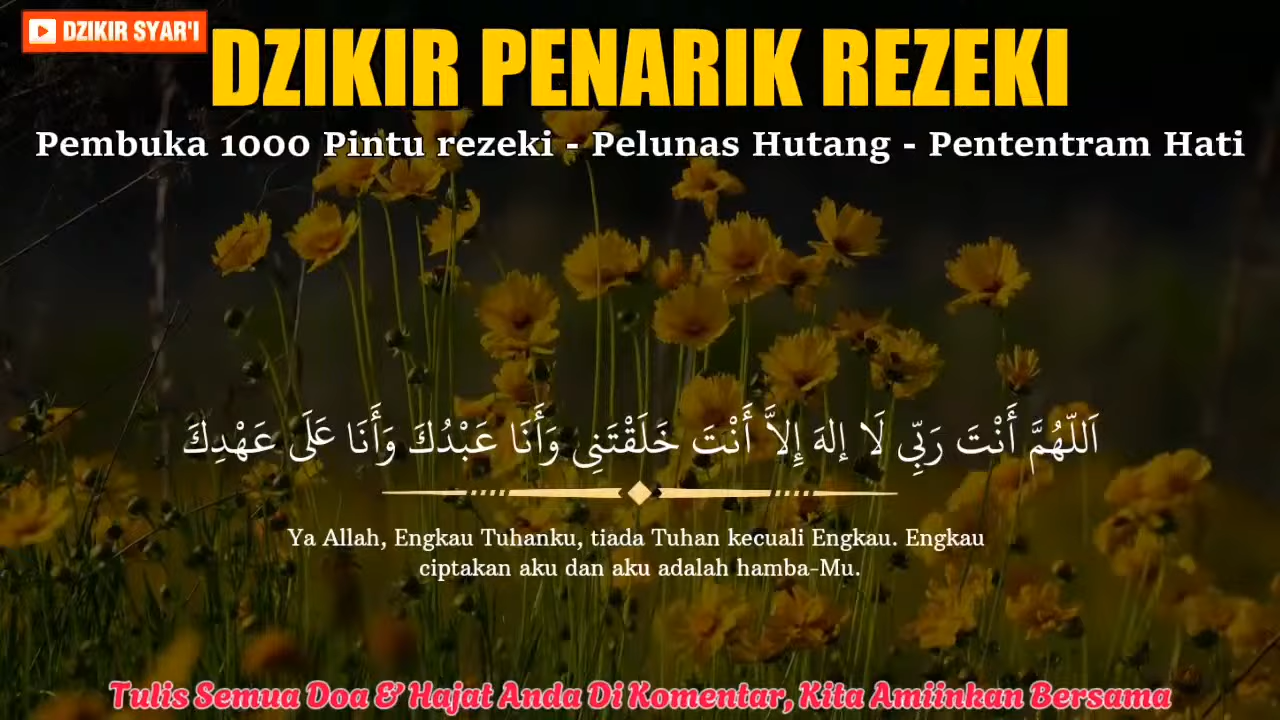 DZIKIR SYAR'I
DZIKIR PENARIK REZEKI
Pembuka 1000 Pintu rezeki - Pelunas Hutang - Pententram Hati
اَللّٰهُمَّ أَنْتَ رَبِّي لَا إلهَ إِلاَّ أَنْتَ خَلَقْتَنِي وَأَنَا عَبْدُكَ وَأَنَا عَلَى عَهْدِكَ
Ya Allah, Engkau Tuhanku, tiada Tuhan kecuali Engkau. Engkau
ciptakan aku dan aku adalah hamba-Mu.
Tulis Semua Doa & Hajat Anda Di Komentar, Kita Amiinkan Bersama